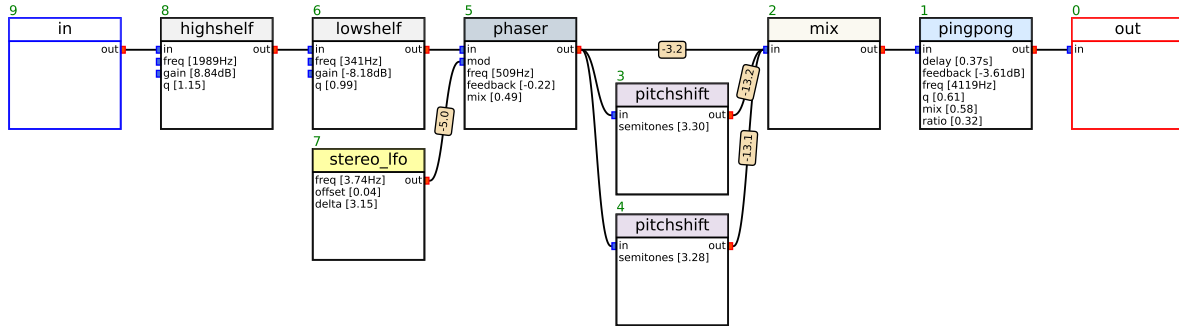 9
in
out
8
highshelf
in out
freq [1989Hz]
gain [8.84dB]
q [1.15]
6
lowshelf
in out
freq [341Hz]
gain [-8.18dB]
q [0.99]
7
stereo_lfo
freq [3.74Hz] out
offset [0.04]
delta [3.15]
-5.0
5
phaser
in out
mod
freq [509Hz]
feedback [-0.22]
mix [0.49]
-3.2
3
pitchshift
in out
semitones [3.30]
-13.2
4
pitchshift
in out
semitones [3.28]
-13.1
2
mix
in out
1
pingpong
in out
delay [0.37s]
feedback [-3.61dB]
freq [4119Hz]
q [0.61]
mix [0.58]
ratio [0.32]
0
out
in